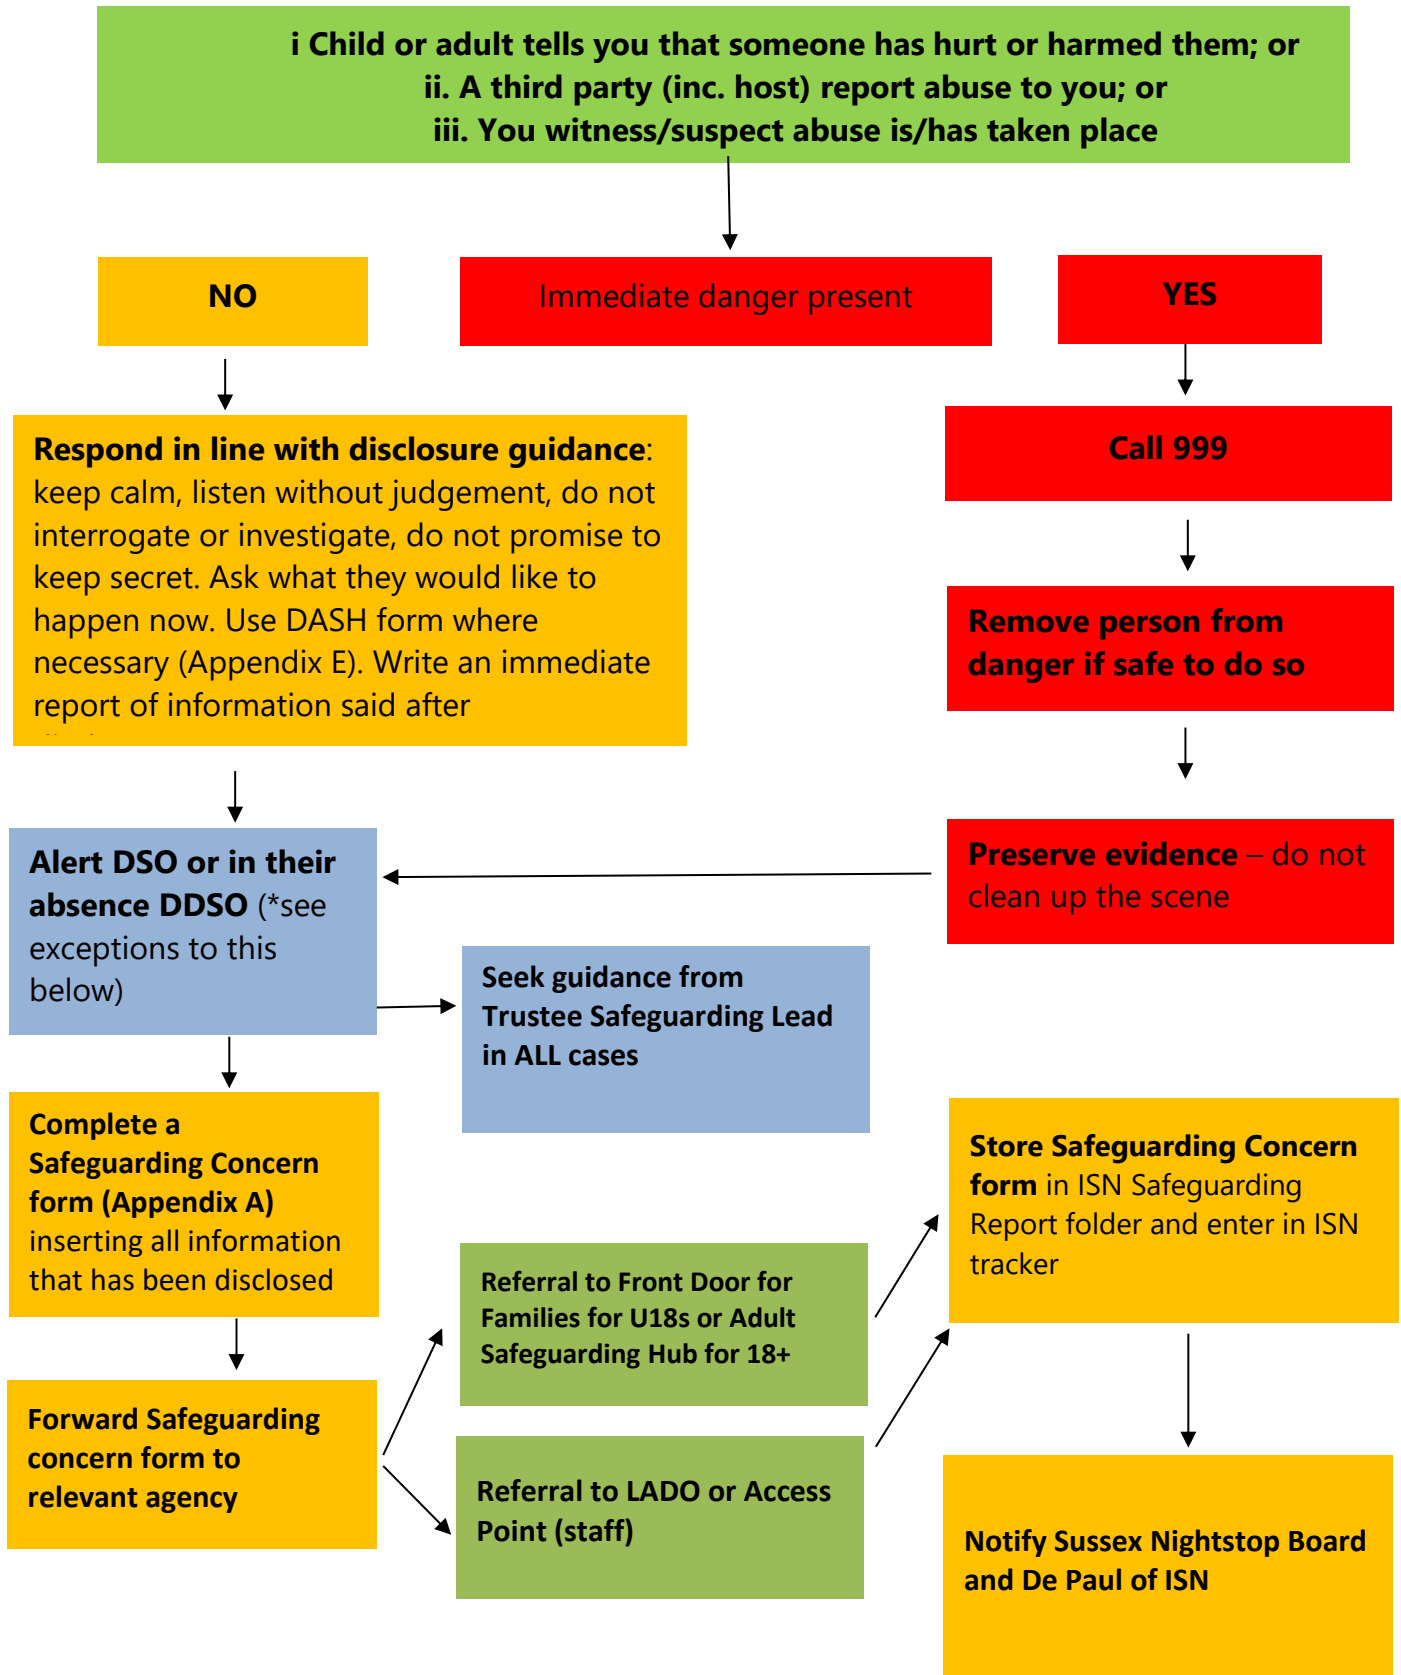 i Child or adult tells you that someone has hurt or harmed them; or
ii. A third party (inc. host) report abuse to you; or
iii. You witness/suspect abuse is/has taken place
NO
Immediate danger present
YES
Respond in line with disclosure guidance:
keep calm, listen without judgement, do not
interrogate or investigate, do not promise to
keep secret. Ask what they would like to
happen now. Use DASH form where
necessary (Appendix E). Write an immediate
report of information said after
Call 999
Remove person from
danger if safe to do so
Preserve evidence – do not
clean up the scene
Alert DSO or in their
absence DDSO (*see
exceptions to this
below)
Seek guidance from
Trustee Safeguarding Lead
in ALL cases
Complete a
Safeguarding Concern
form (Appendix A)
inserting all information
that has been disclosed
Forward Safeguarding
concern form to
relevant agency
Referral to Front Door for
Families for U18s or Adult
Safeguarding Hub for 18+
Referral to LADO or Access
Point (staff)
Store Safeguarding Concern
form in ISN Safeguarding
Report folder and enter in ISN
tracker
Notify Sussex Nightstop Board
and De Paul of ISN